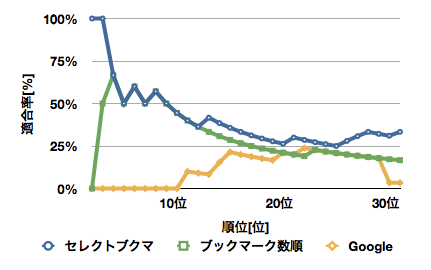 100%
75%
50%
25%
0%
適合率[%]
10位
20位
30位
順位[位]
セレクトブクマ
ブックマーク数順
Google